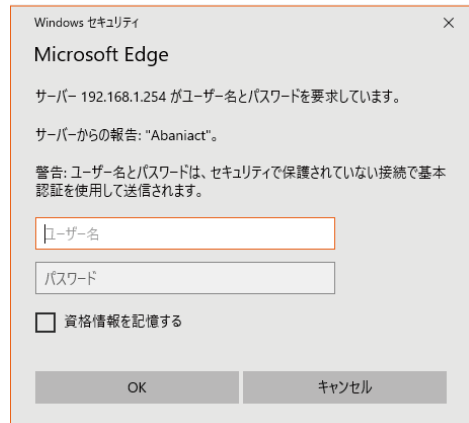 Windows セキュリティ
Microsoft Edge
サーバー 192.168.1.254 がユーザー名とパスワードを要求しています。
サーバーからの報告: "Abaniact"。
警告: ユーザー名とパスワードは、セキュリティで保護されていない接続で基本
認証を使用して送信されます。
ユーザー名
パスワード
資格情報を記憶する
OK
キャンセル